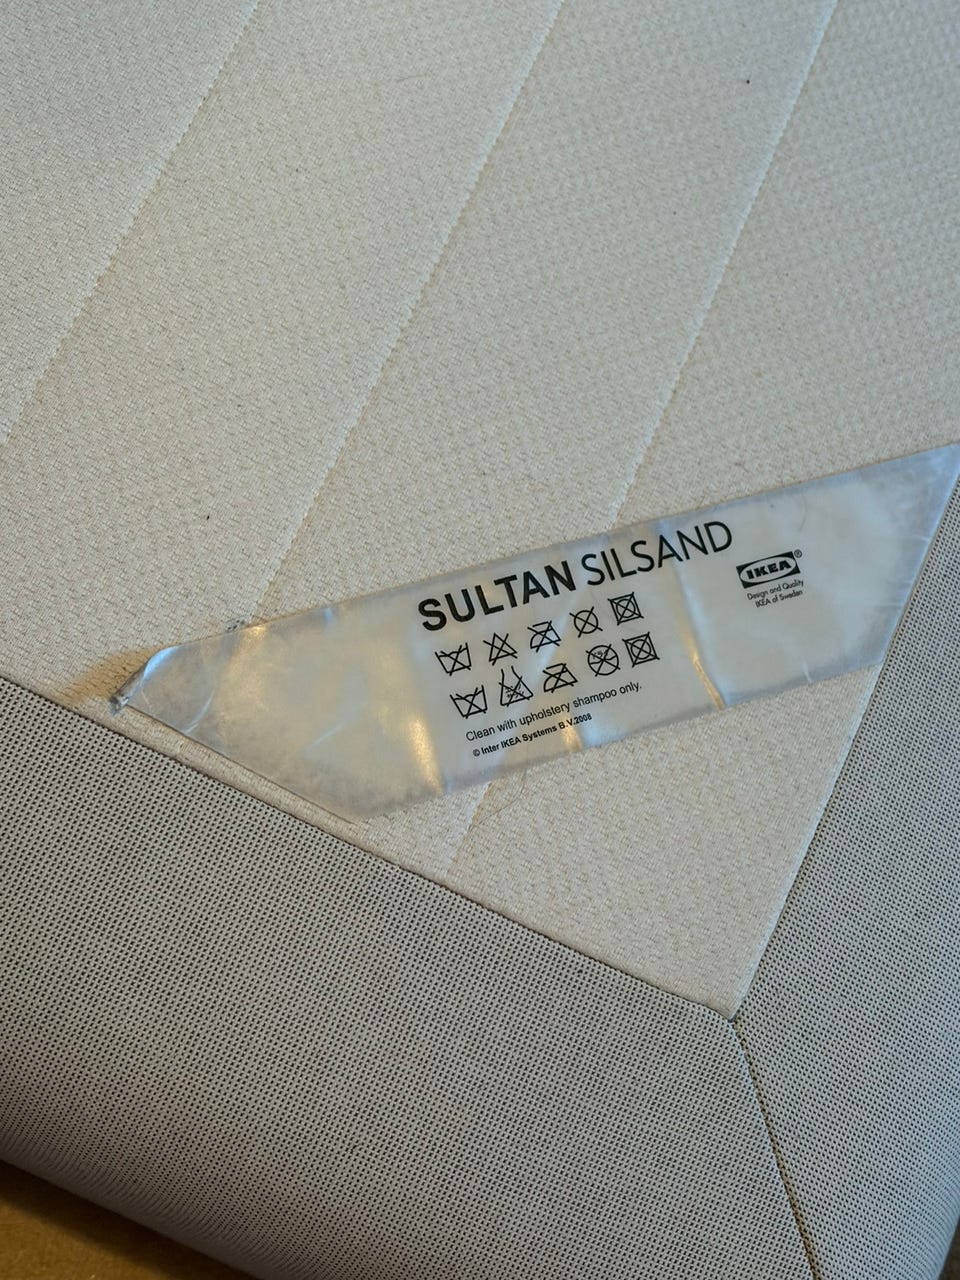 SULTAN SILSAND
IKEA®
Design and Quality
IKEA of Sweden
Clean with upholstery shampoo only.
© Inter IKEA Systems B.V.2008